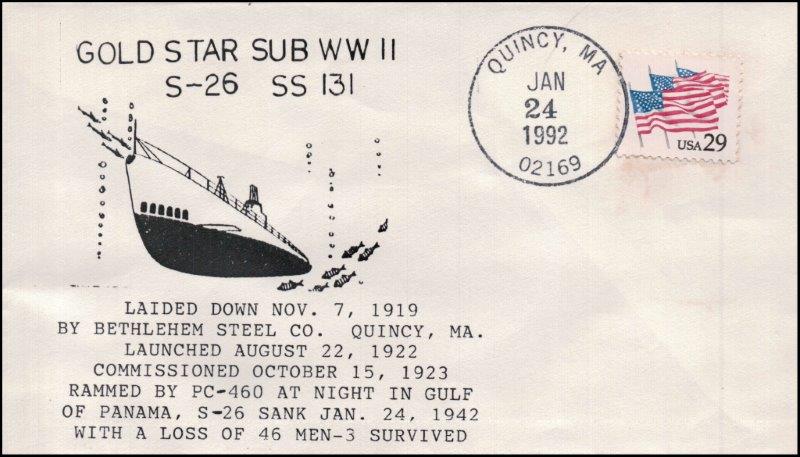 GOLD STAR SUB WW II
S-26 SS 131
QUINCY, MA
JAN
24
1992
02169
USA 29
LAIDED DOWN NOV. 7, 1919
BY BETHLEHEM STEEL CO. QUINCY, MA.
LAUNCHED AUGUST 22, 1922
COMMISSIONED OCTOBER 15, 1923
RAMMED BY PC-460 AT NIGHT IN GULF
OF PANAMA, S-26 SANK JAN. 24, 1942
WITH A LOSS OF 46 MEN-3 SURVIVED